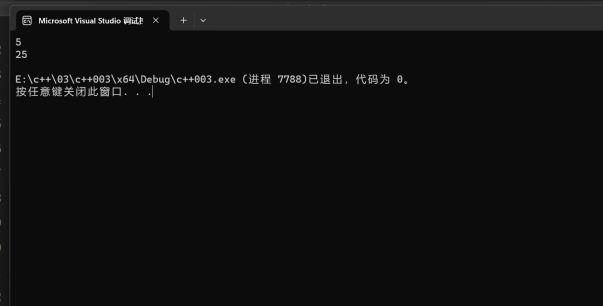 Microsoft Visual Studio 调试
5
25
E:\c++\03\c++003\x64\Debug\c++003.exe (进程 7788)已退出，代码为 0。
按任意键关闭此窗口. . .